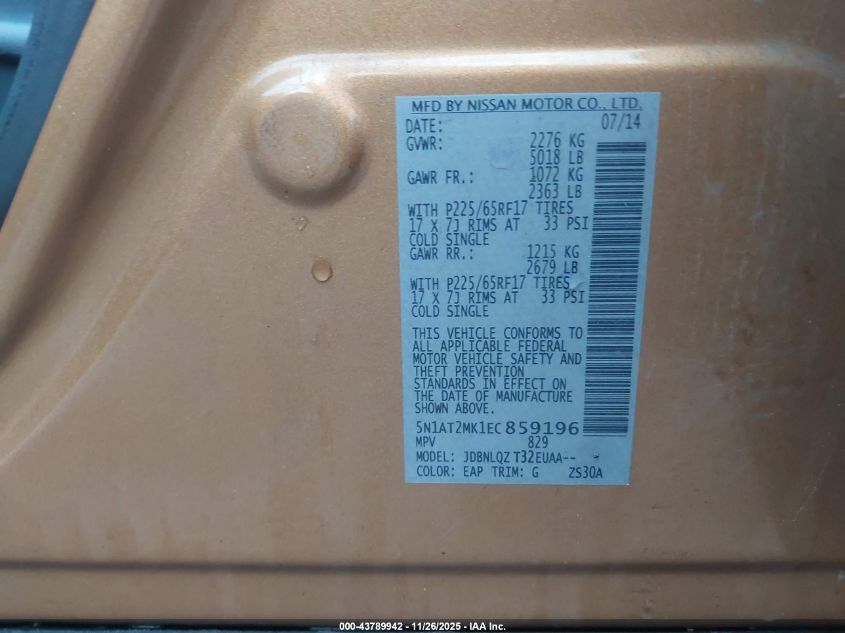 MFD BY NISSAN MOTOR CO., LTD.
DATE: 07/14
GVWR: 2276 KG
5018 LB
GAWR FR.: 1072 KG
2363 LB
WITH P225/65RF17 TIRES
17 X 7J RIMS AT 33 PSI
COLD SINGLE
GAWR RR.: 1215 KG
2679 LB
WITH P225/65RF17 TIRES
17 X 7J RIMS AT 33 PSI
COLD SINGLE
THIS VEHICLE CONFORMS TO
ALL APPLICABLE FEDERAL
MOTOR VEHICLE SAFETY AND
THEFT PREVENTION
STANDARDS IN EFFECT ON
THE DATE OF MANUFACTURE
SHOWN ABOVE.
5N1AT2MK1EC859196
MPV 829
MODEL: JDBNLQZ T32EUAA--
COLOR: EAP TRIM: G ZS30A
000-43789942 - 11/26/2025 - IAA Inc.